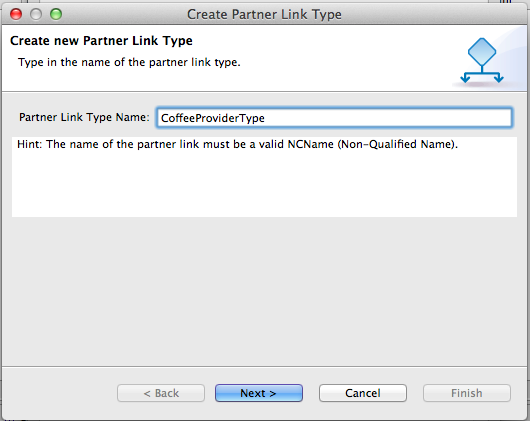 Create Partner Link Type
Create new Partner Link Type
Type in the name of the partner link type.
Partner Link Type Name: CoffeeProviderType
Hint: The name of the partner link must be a valid NCName (Non-Qualified Name).
< Back Next > Cancel Finish